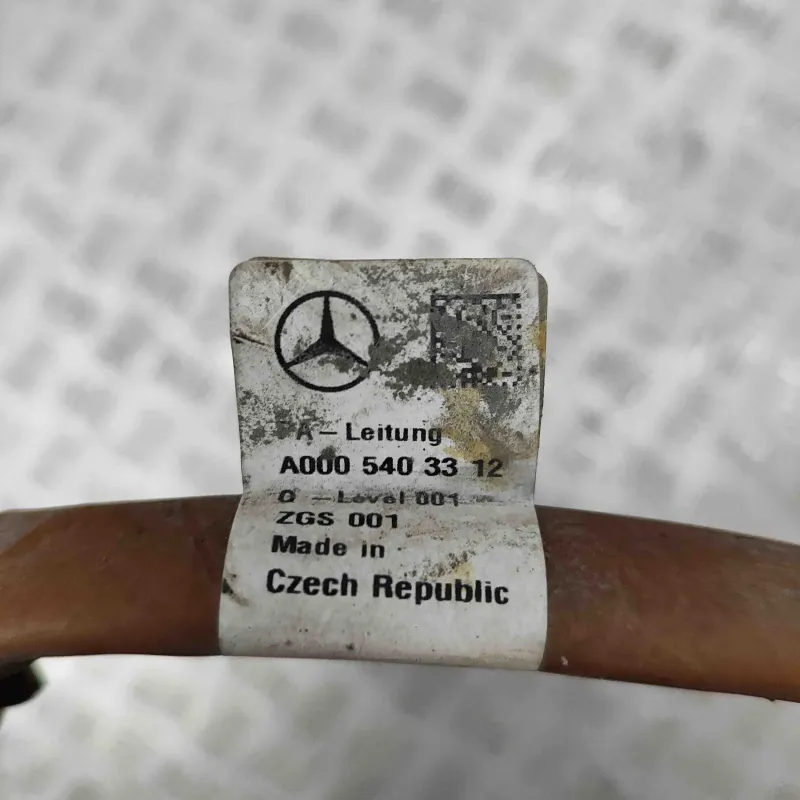 A-Leitung
A000 540 33 12
Q-Level 001
ZGS 001
Made in
Czech Republic